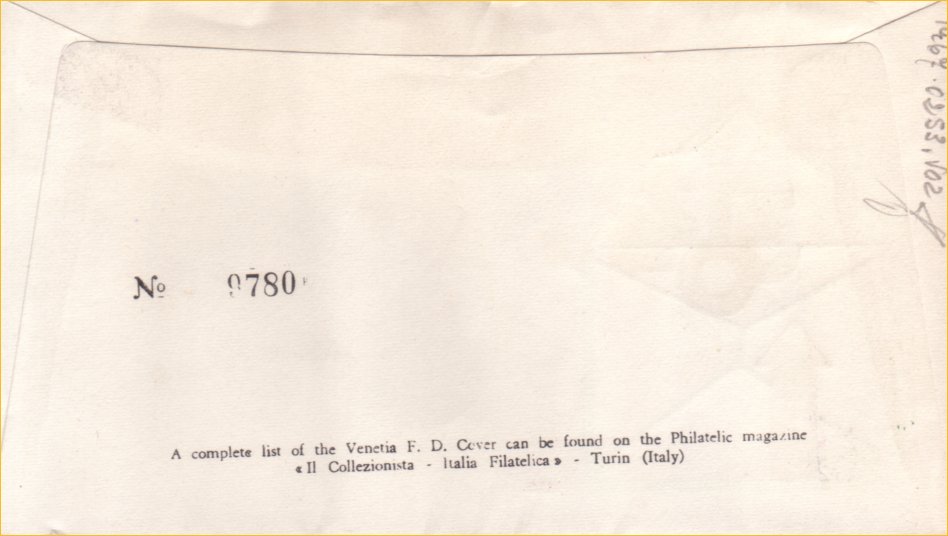 Nº 9780
A complete list of the Venetia F. D. Cover can be found on the Philatelic magazine
« Il Collezionista - Italia Filatelica » - Turin (Italy)